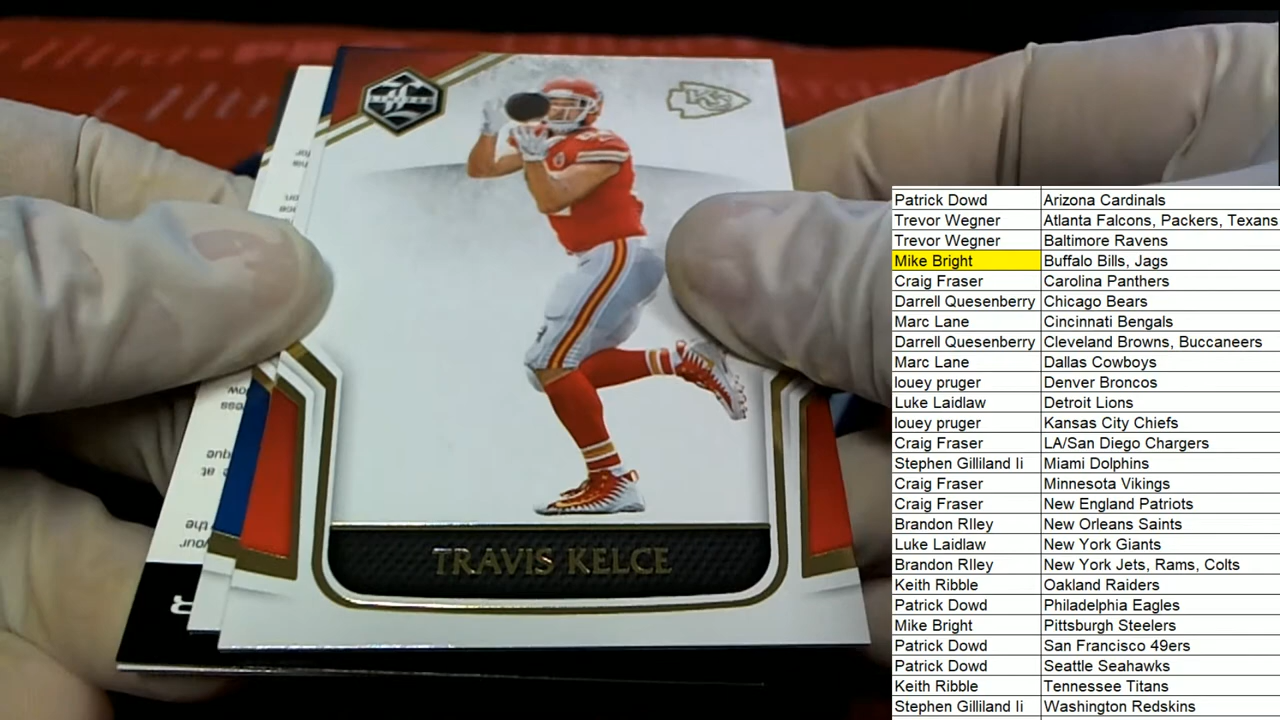 LIMITED
KC
TRAVIS KELCE
Patrick Dowd Arizona Cardinals
Trevor Wegner Atlanta Falcons, Packers, Texans
Trevor Wegner Baltimore Ravens
Mike Bright Buffalo Bills, Jags
Craig Fraser Carolina Panthers
Darrell Quesenberry Chicago Bears
Marc Lane Cincinnati Bengals
Darrell Quesenberry Cleveland Browns, Buccaneers
Marc Lane Dallas Cowboys
louey pruger Denver Broncos
Luke Laidlaw Detroit Lions
louey pruger Kansas City Chiefs
Craig Fraser LA/San Diego Chargers
Stephen Gilliland Ii Miami Dolphins
Craig Fraser Minnesota Vikings
Craig Fraser New England Patriots
Brandon RIley New Orleans Saints
Luke Laidlaw New York Giants
Brandon RIley New York Jets, Rams, Colts
Keith Ribble Oakland Raiders
Patrick Dowd Philadelphia Eagles
Mike Bright Pittsburgh Steelers
Patrick Dowd San Francisco 49ers
Patrick Dowd Seattle Seahawks
Keith Ribble Tennessee Titans
Stephen Gilliland Ii Washington Redskins